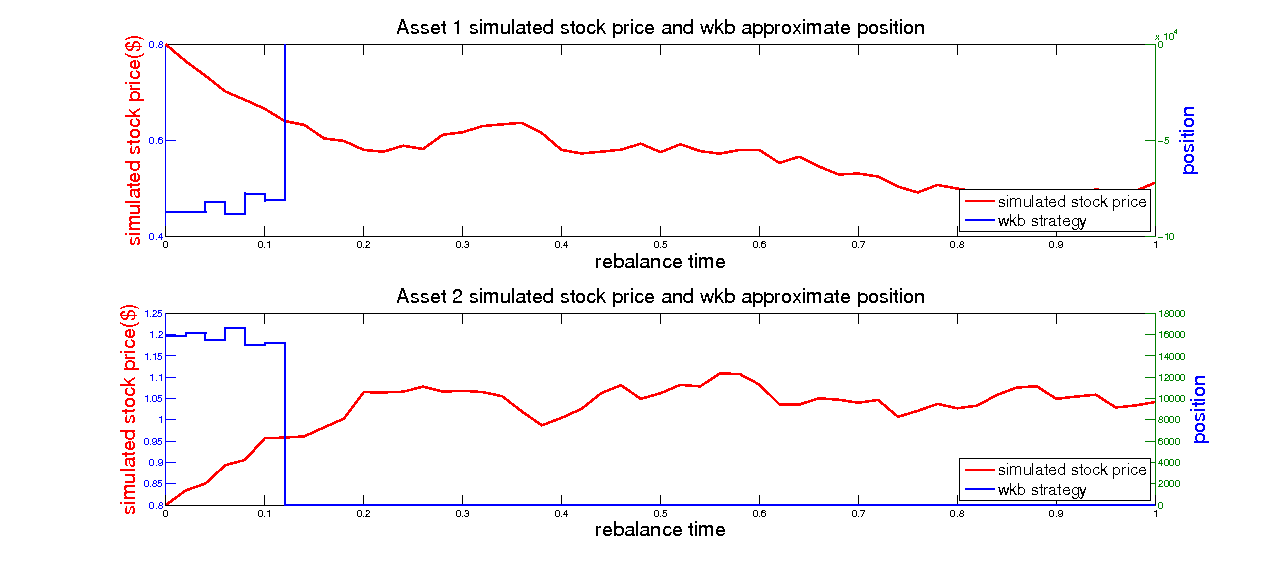 Asset 1 simulated stock price and wkb approximate position
x 10^4
0.8
0.6
0.4
simulated stock price($)
0
−5
−10
position
simulated stock price
wkb strategy
0 0.1 0.2 0.3 0.4 0.5 0.6 0.7 0.8 0.9 1
rebalance time
Asset 2 simulated stock price and wkb approximate position
1.25
1.2
1.15
1.1
1.05
1
0.95
0.9
0.85
0.8
simulated stock price($)
18000
16000
14000
12000
10000
8000
6000
4000
2000
0
position
simulated stock price
wkb strategy
0 0.1 0.2 0.3 0.4 0.5 0.6 0.7 0.8 0.9 1
rebalance time